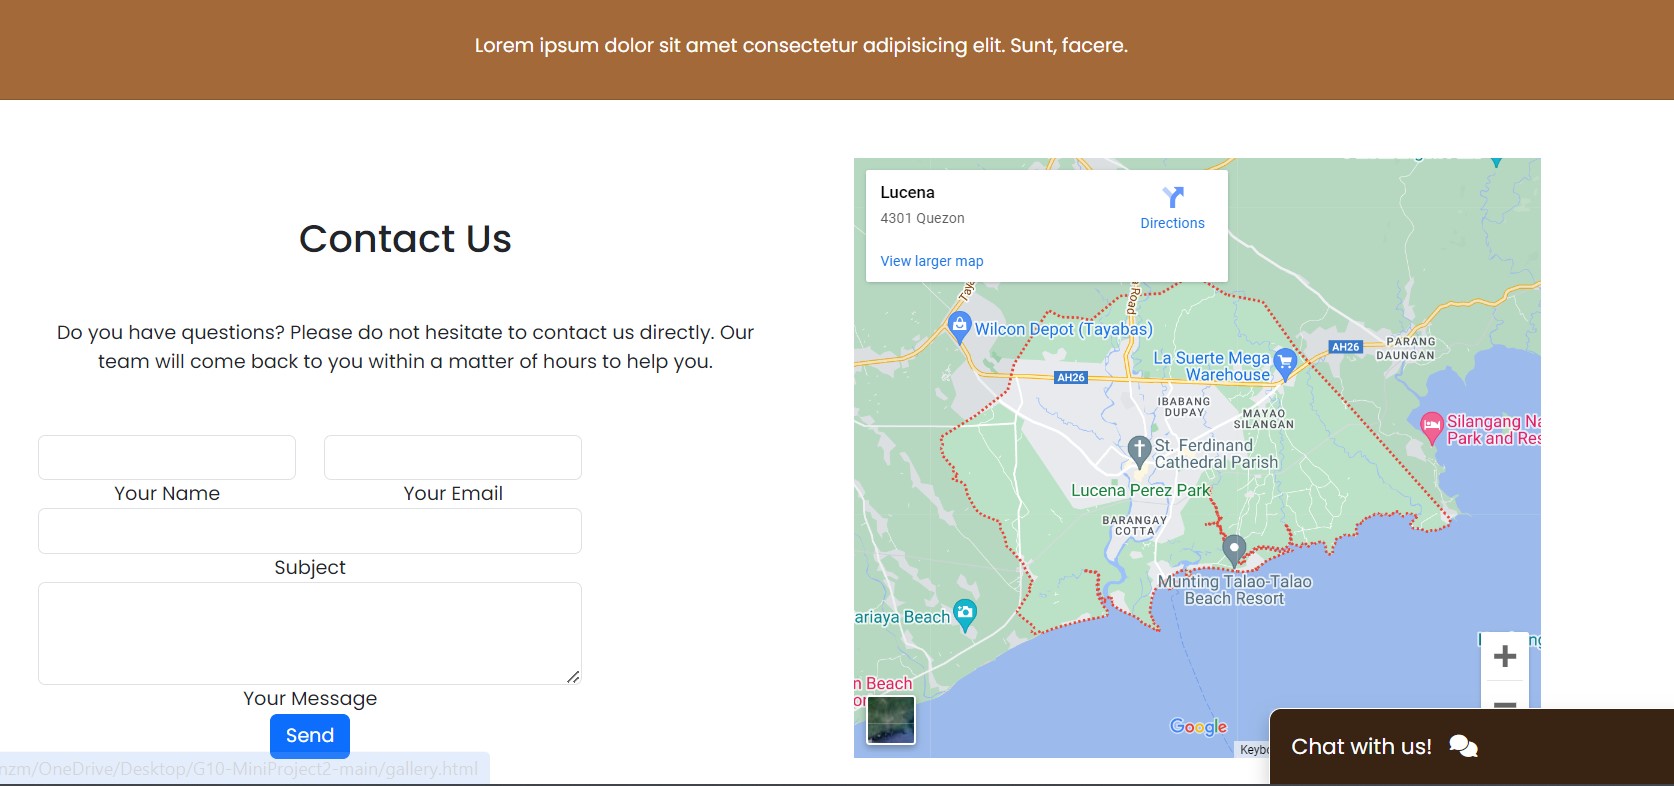 Lorem ipsum dolor sit amet consectetur adipisicing elit. Sunt, facere.
Contact Us
Do you have questions? Please do not hesitate to contact us directly. Our
team will come back to you within a matter of hours to help you.
Your Name
Your Email
Subject
Your Message
Send
nzm/OneDrive/Desktop/G10-MiniProject2-main/gallery.html
Lucena
4301 Quezon
Directions
View larger map
Taya
Road
Wilcon Depot (Tayabas)
La Suerte Mega
Warehouse
AH26
PARANG
DAUNGAN
AH26
IBABANG
DUPAY
MAYAO
SILANGAN
Silangang Na
Park and Res
St. Ferdinand
Cathedral Parish
Lucena Perez Park
BARANGAY
COTTA
Munting Talao-Talao
Beach Resort
ariaya Beach
n Beach
Google
Keybo
Chat with us!